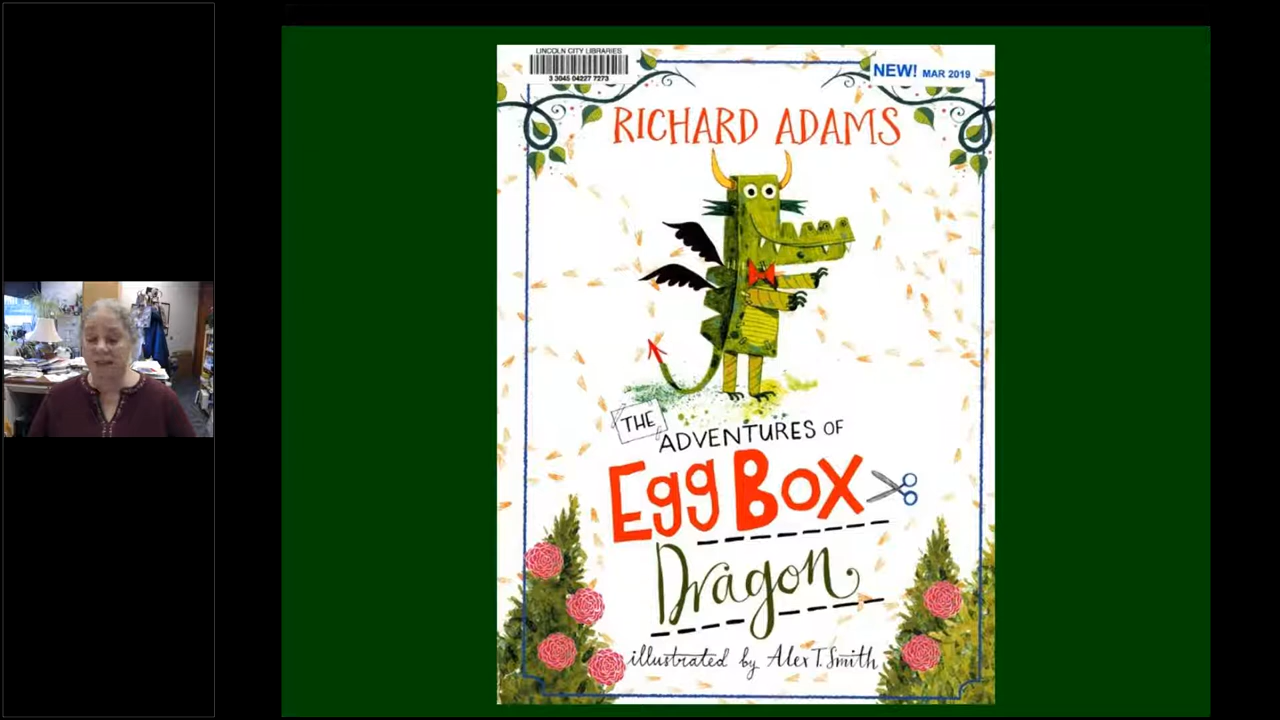 LINCOLN CITY LIBRARIES
3 3045 04227 7273
NEW! MAR 2019
RICHARD ADAMS
THE
ADVENTURES OF
Egg BOX
Dragon
illustrated by Alex T. Smith